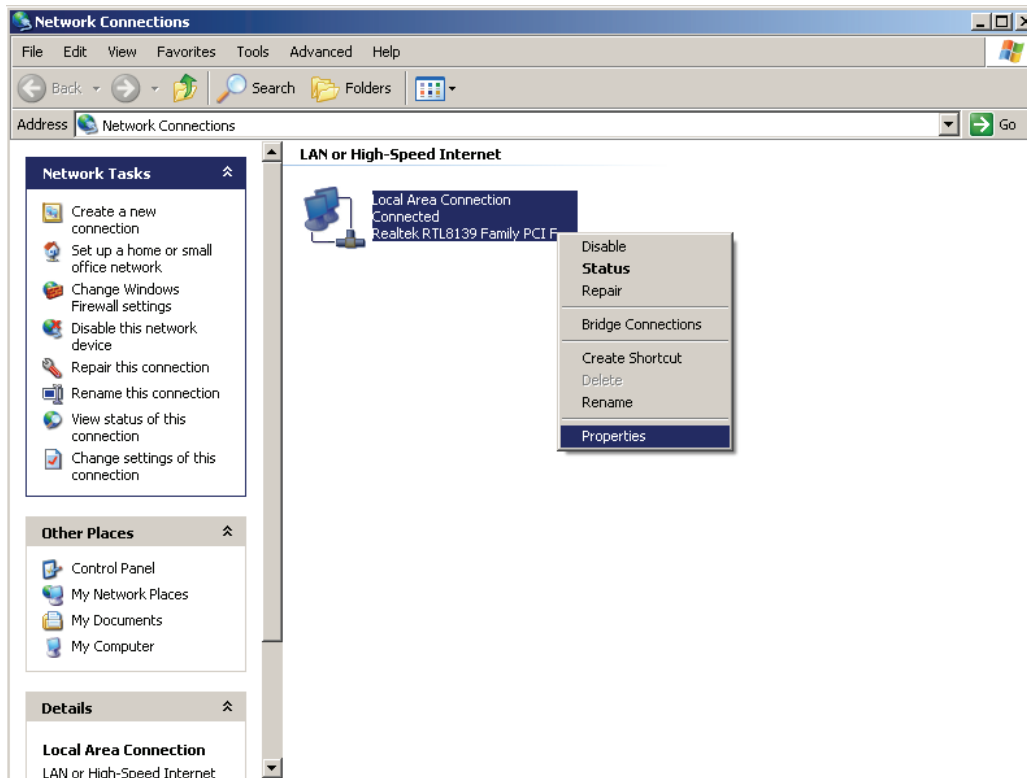 Network Connections
File Edit View Favorites Tools Advanced Help
Back Search Folders
Address Network Connections Go
Network Tasks
Create a new
connection
Set up a home or small
office network
Change Windows
Firewall settings
Disable this network
device
Repair this connection
Rename this connection
View status of this
connection
Change settings of this
connection
Other Places
Control Panel
My Network Places
My Documents
My Computer
Details
Local Area Connection
LAN or High-Speed Internet
LAN or High-Speed Internet
Local Area Connection
Connected
Realtek RTL8139 Family PCI F...
Disable
Status
Repair
Bridge Connections
Create Shortcut
Delete
Rename
Properties